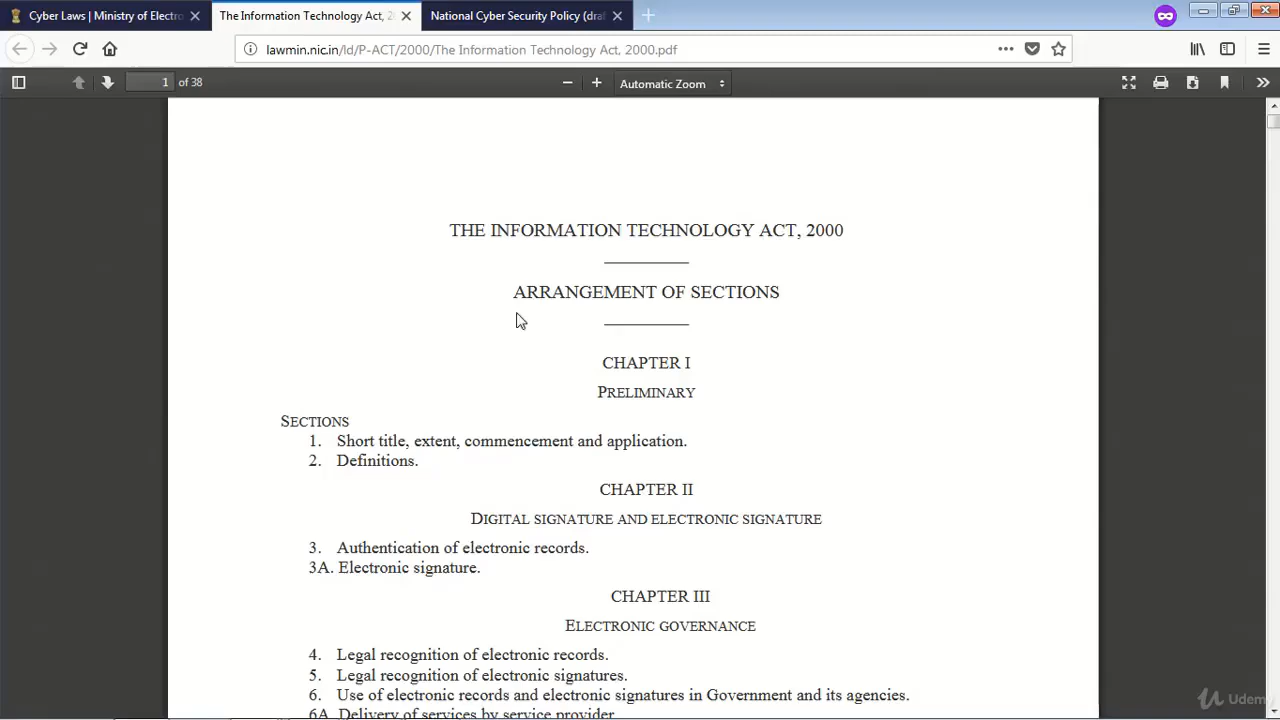 Cyber Laws | Ministry of Electro
The Information Technology Act, 2
National Cyber Security Policy (draf
lawmin.nic.in/ld/P-ACT/2000/The Information Technology Act, 2000.pdf
1 of 38
Automatic Zoom
THE INFORMATION TECHNOLOGY ACT, 2000
ARRANGEMENT OF SECTIONS
CHAPTER I
PRELIMINARY
SECTIONS
1. Short title, extent, commencement and application.
2. Definitions.
CHAPTER II
DIGITAL SIGNATURE AND ELECTRONIC SIGNATURE
3. Authentication of electronic records.
3A. Electronic signature.
CHAPTER III
ELECTRONIC GOVERNANCE
4. Legal recognition of electronic records.
5. Legal recognition of electronic signatures.
6. Use of electronic records and electronic signatures in Government and its agencies.
6A. Delivery of services by service provider.
Udemy